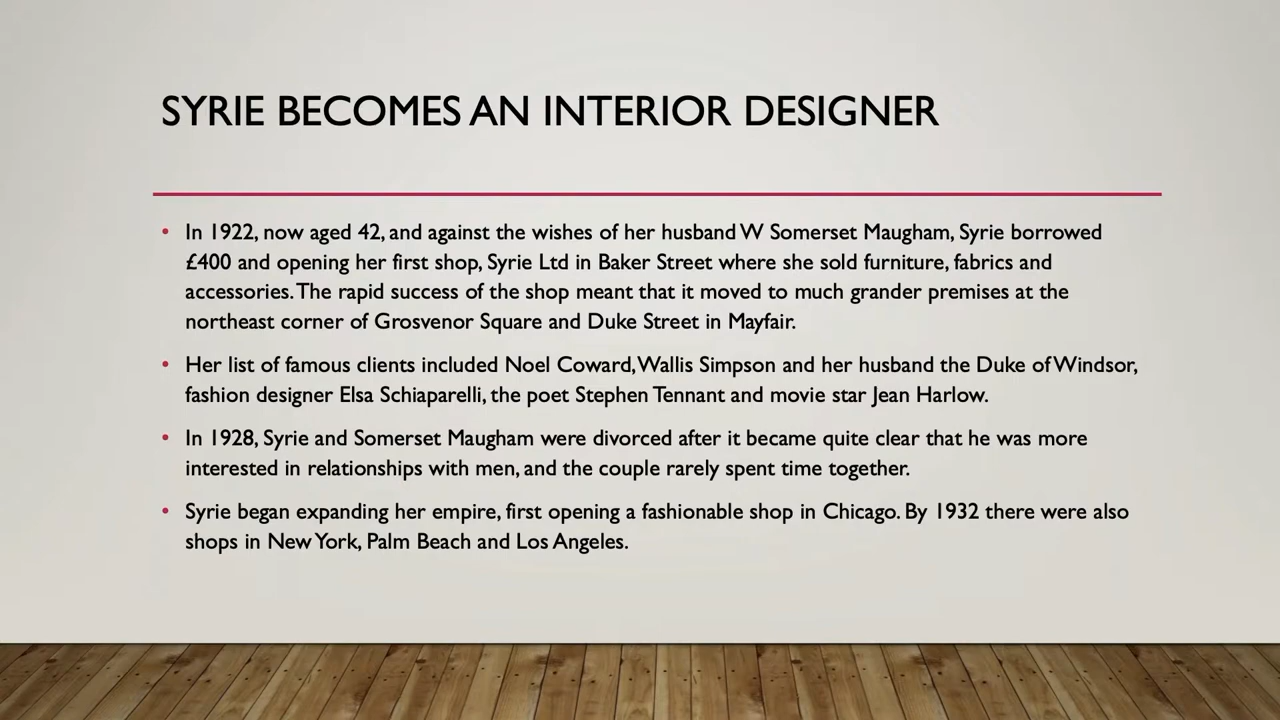 SYRIE BECOMES AN INTERIOR DESIGNER
• In 1922, now aged 42, and against the wishes of her husband W Somerset Maugham, Syrie borrowed
£400 and opening her first shop, Syrie Ltd in Baker Street where she sold furniture, fabrics and
accessories. The rapid success of the shop meant that it moved to much grander premises at the
northeast corner of Grosvenor Square and Duke Street in Mayfair.
• Her list of famous clients included Noel Coward, Wallis Simpson and her husband the Duke of Windsor,
fashion designer Elsa Schiaparelli, the poet Stephen Tennant and movie star Jean Harlow.
• In 1928, Syrie and Somerset Maugham were divorced after it became quite clear that he was more
interested in relationships with men, and the couple rarely spent time together.
• Syrie began expanding her empire, first opening a fashionable shop in Chicago. By 1932 there were also
shops in New York, Palm Beach and Los Angeles.